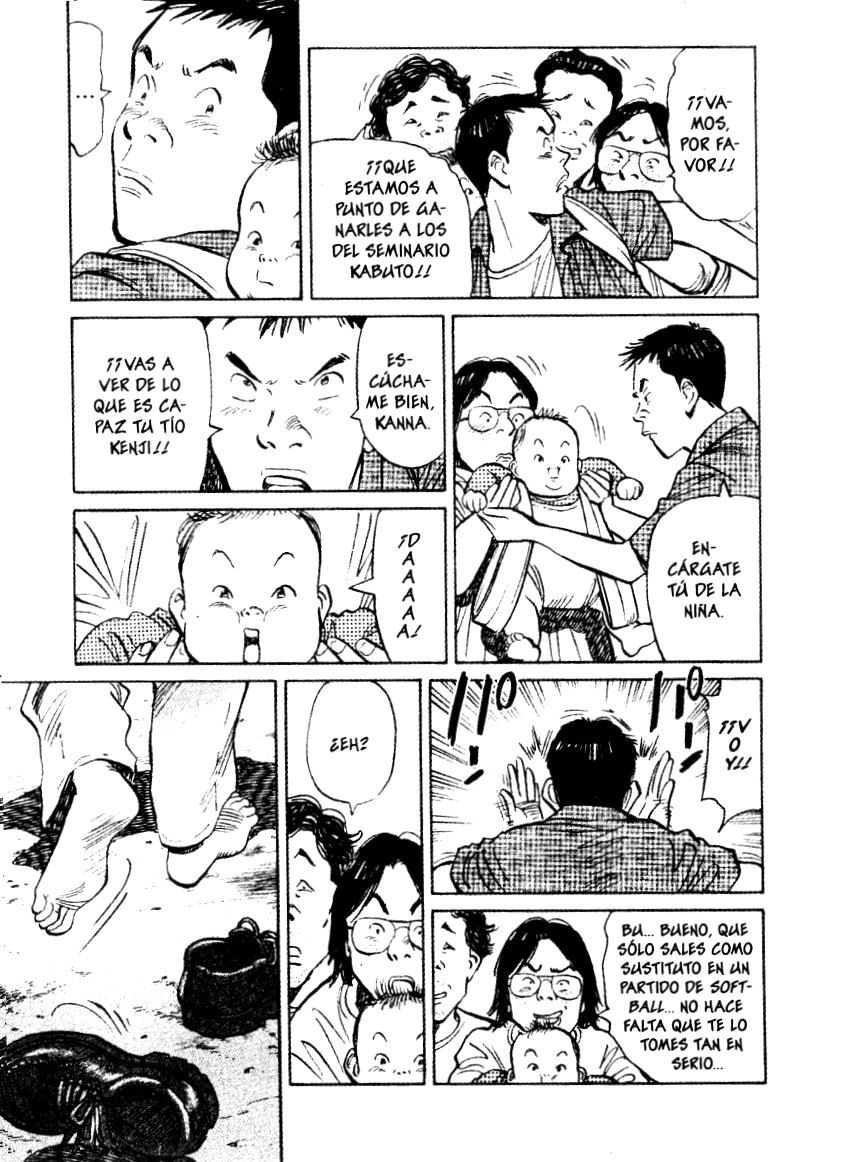 ¡¡VA-
MOS,
POR FA-
VOR!!
¡¡QUE
ESTAMOS A
PUNTO DE GA-
NARLES A LOS
DEL SEMINARIO
KABUTO!!
...
EN-
CÁRGATE
TÚ DE LA
NIÑA.
ES-
CÚCHA-
ME BIEN,
KANNA.
¡¡VAS A
VER DE LO
QUE ES CA-
PAZ TU TÍO
KENJI!!
¡DAAAAA!
¡¡V
O
Y!!
BU... BUENO, QUE
SÓLO SALES COMO
SUSTITUTO EN UN
PARTIDO DE SOFT-
BALL... NO HACE
FALTA QUE TE LO
TOMES TAN EN
SERIO...
¿EH?